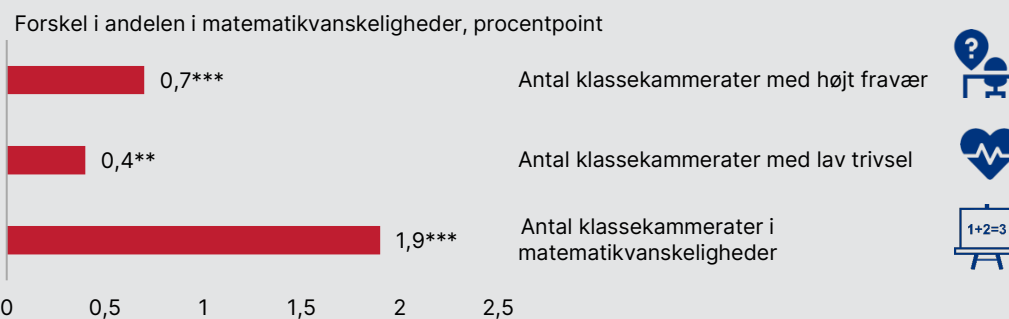 Forskel i andelen i matematikvanskeligheder, procentpoint
?
0,7***
Antal klassekammerater med højt fravær
0,4**
Antal klassekammerater med lav trivsel
1,9***
Antal klassekammerater i
matematikvanskeligheder
1+2=3
0 0,5 1 1,5 2 2,5